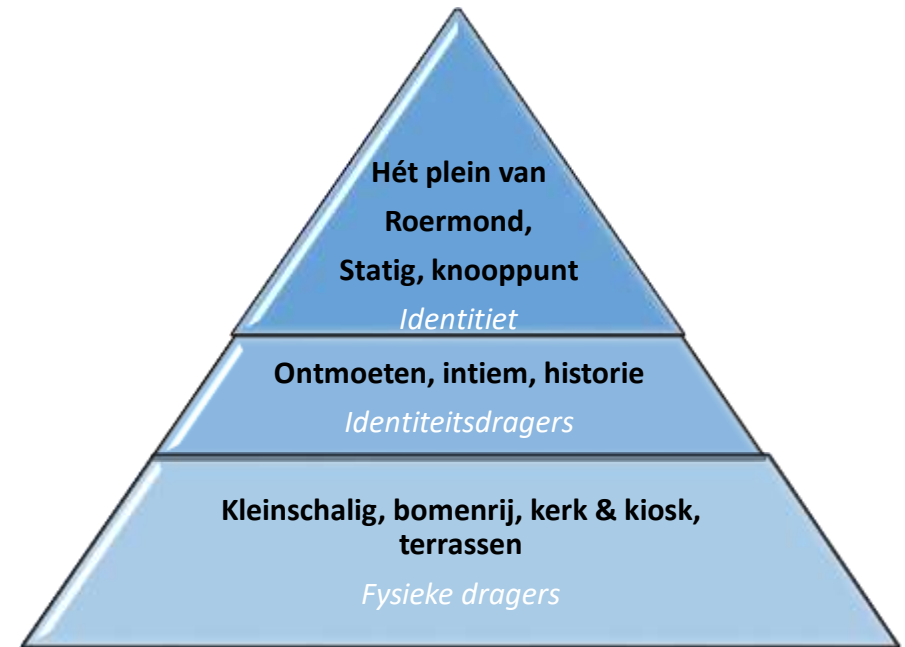 Hét plein van
Roermond,
Statig, knooppunt
Identitiet
Ontmoeten, intiem, historie
Identiteitsdragers
Kleinschalig, bomenrij, kerk & kiosk,
terrassen
Fysieke dragers